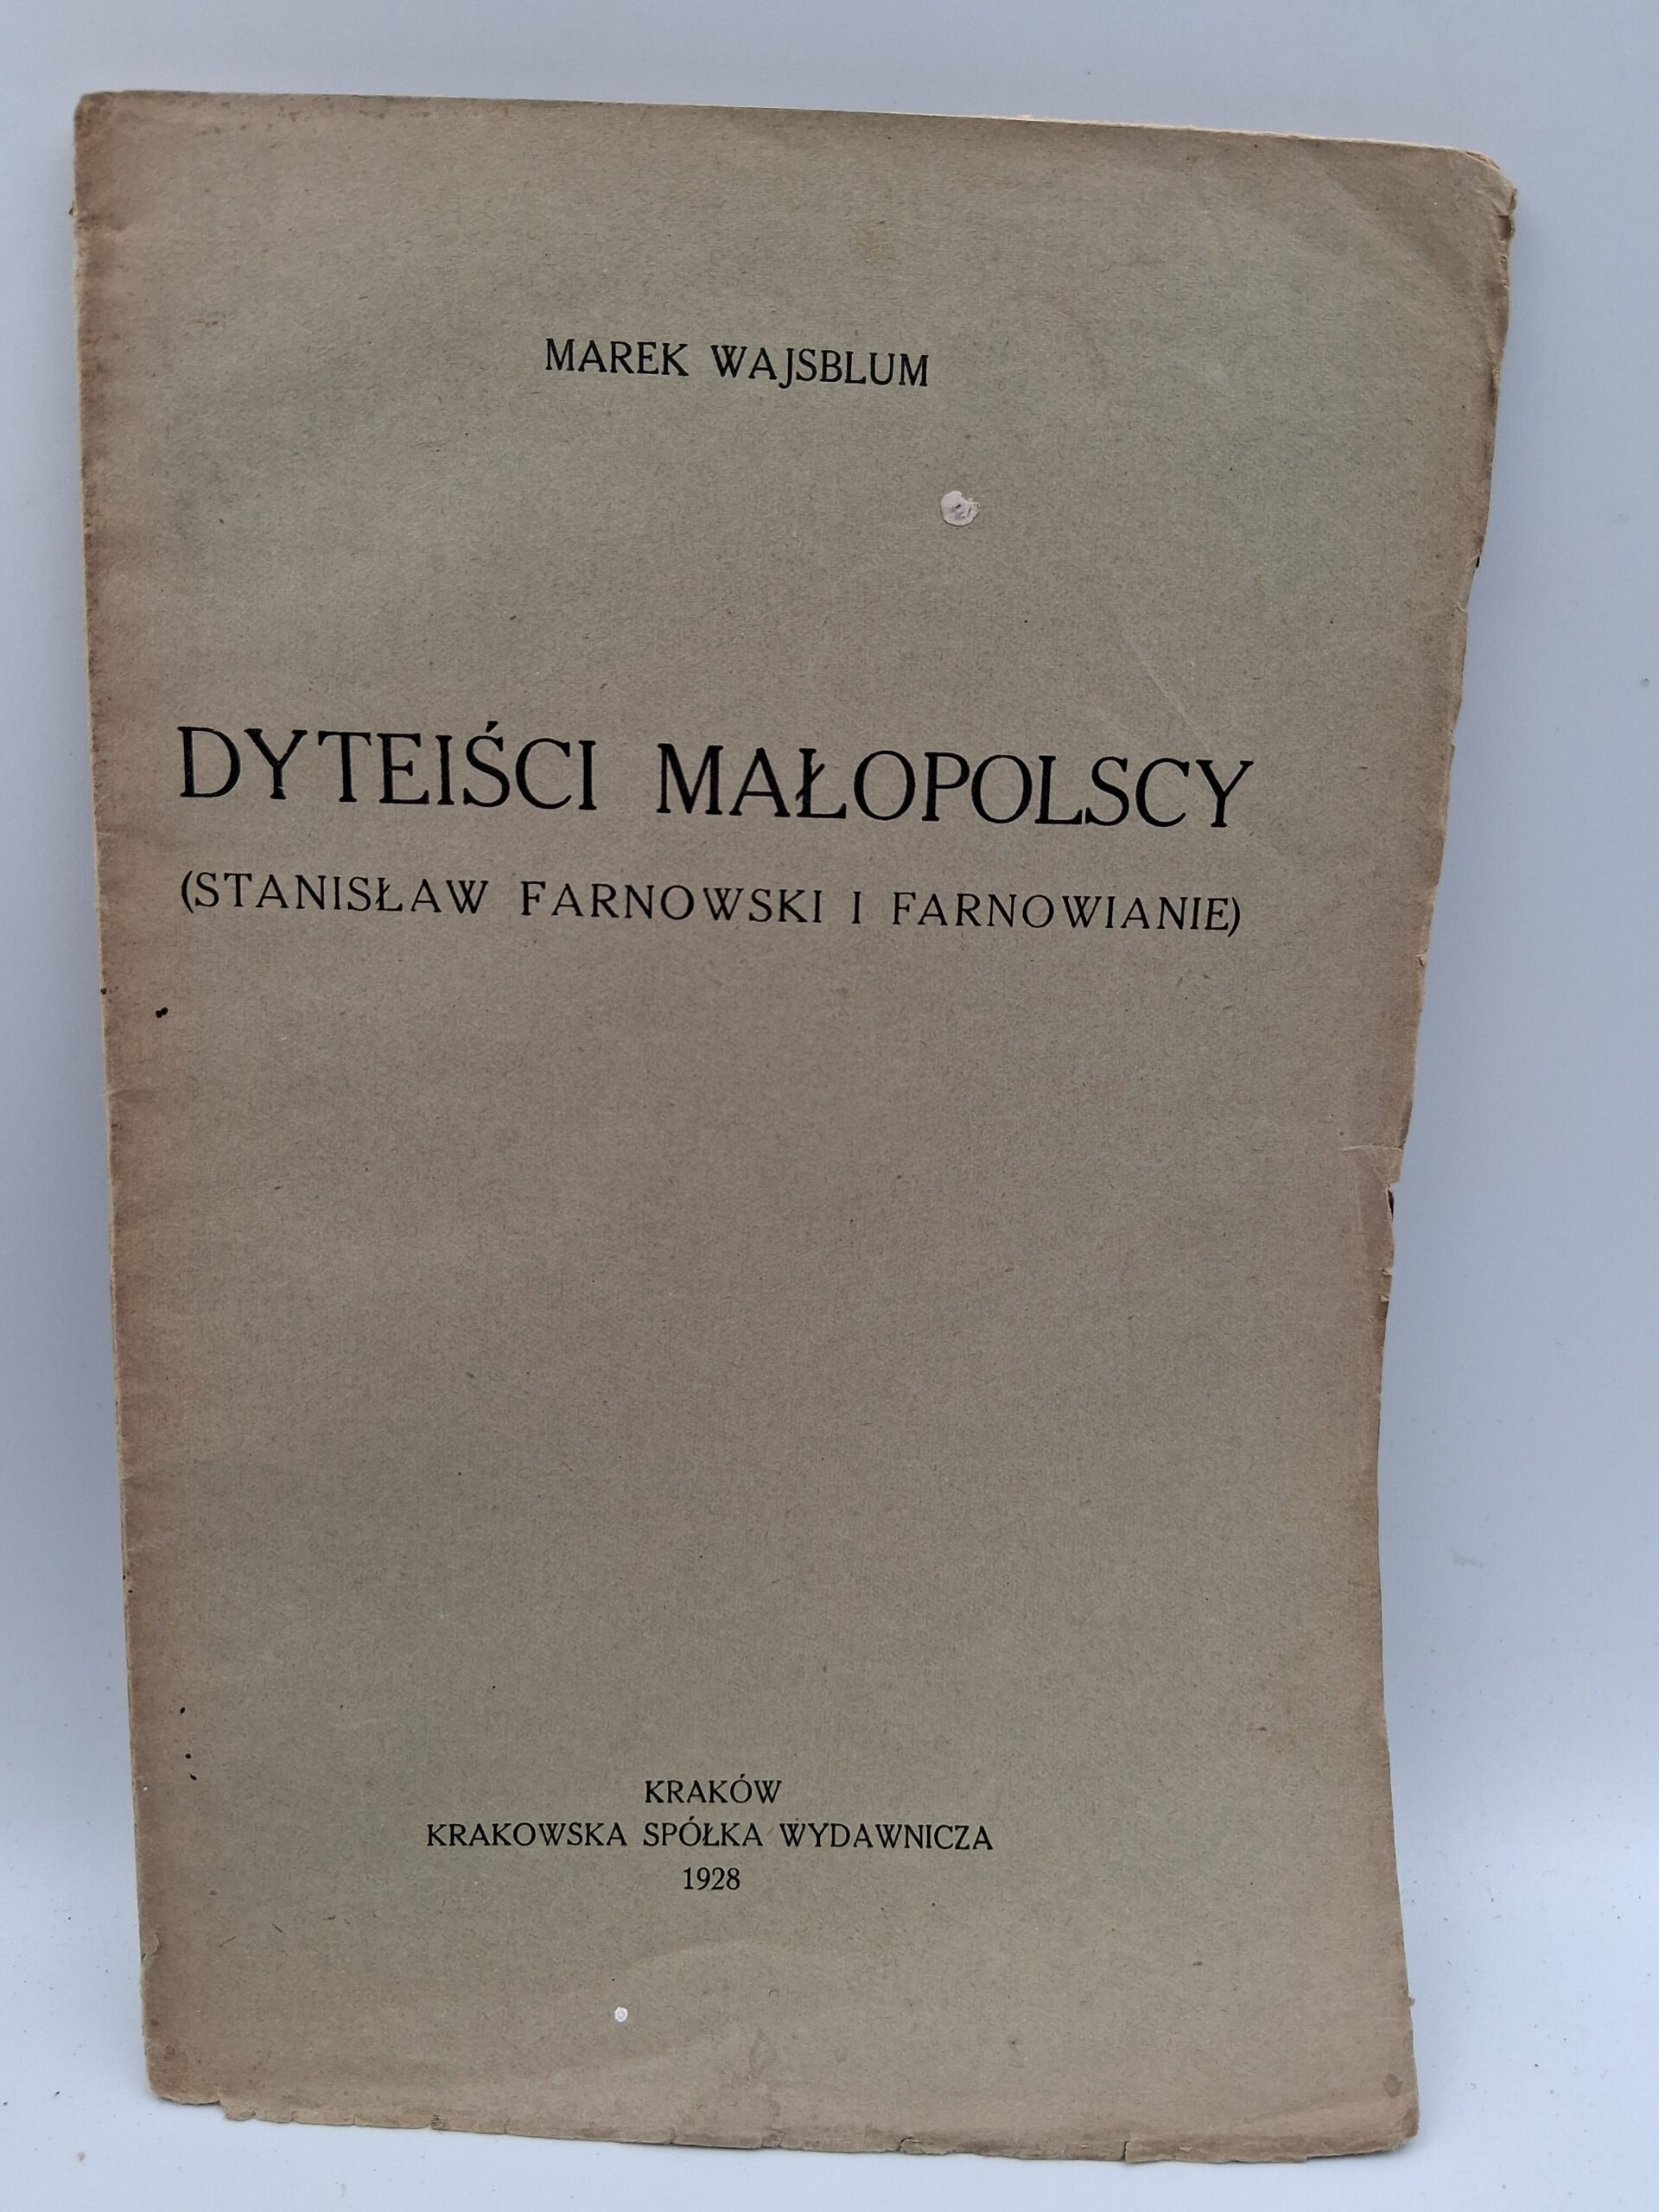 MAREK WAJSBLUM
DYTEIŚCI MAŁOPOLSCY
(STANISŁAW FARNOWSKI I FARNOWIANIE)
KRAKÓW
KRAKOWSKA SPÓŁKA WYDAWNICZA
1928